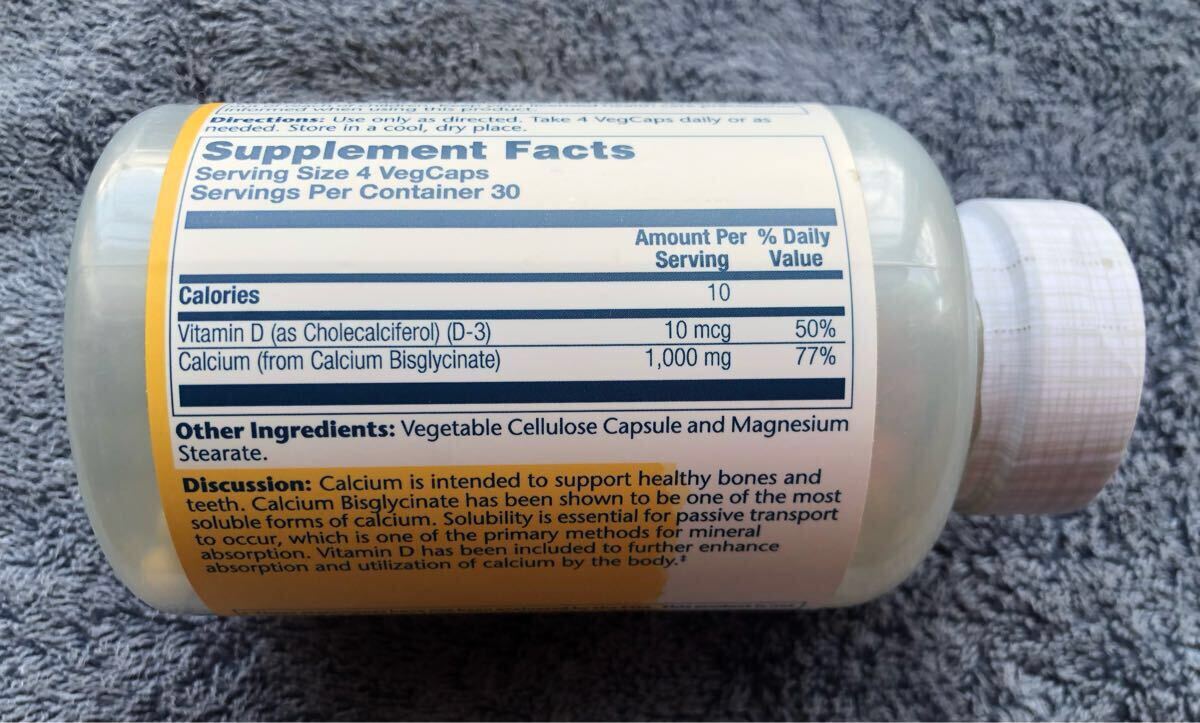 informed when using this product.
Directions: Use only as directed. Take 4 VegCaps daily or as
needed. Store in a cool, dry place.
Supplement Facts
Serving Size 4 VegCaps
Servings Per Container 30
Amount Per % Daily
Serving Value
Calories 10
Vitamin D (as Cholecalciferol) (D-3) 10 mcg 50%
Calcium (from Calcium Bisglycinate) 1,000 mg 77%
Other Ingredients: Vegetable Cellulose Capsule and Magnesium
Stearate.
Discussion: Calcium is intended to support healthy bones and
teeth. Calcium Bisglycinate has been shown to be one of the most
soluble forms of calcium. Solubility is essential for passive transport
to occur, which is one of the primary methods for mineral
absorption. Vitamin D has been included to further enhance
absorption and utilization of calcium by the body.‡